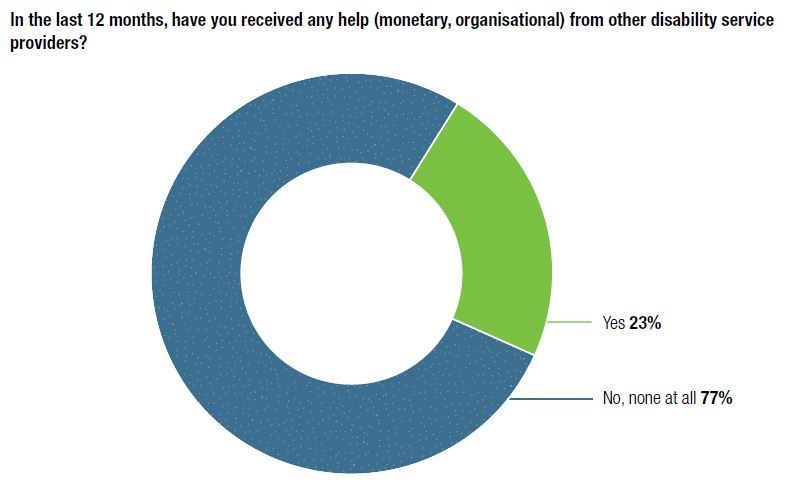 In the last 12 months, have you received any help (monetary, organisational) from other disability service
providers?
Yes 23%
No, none at all 77%